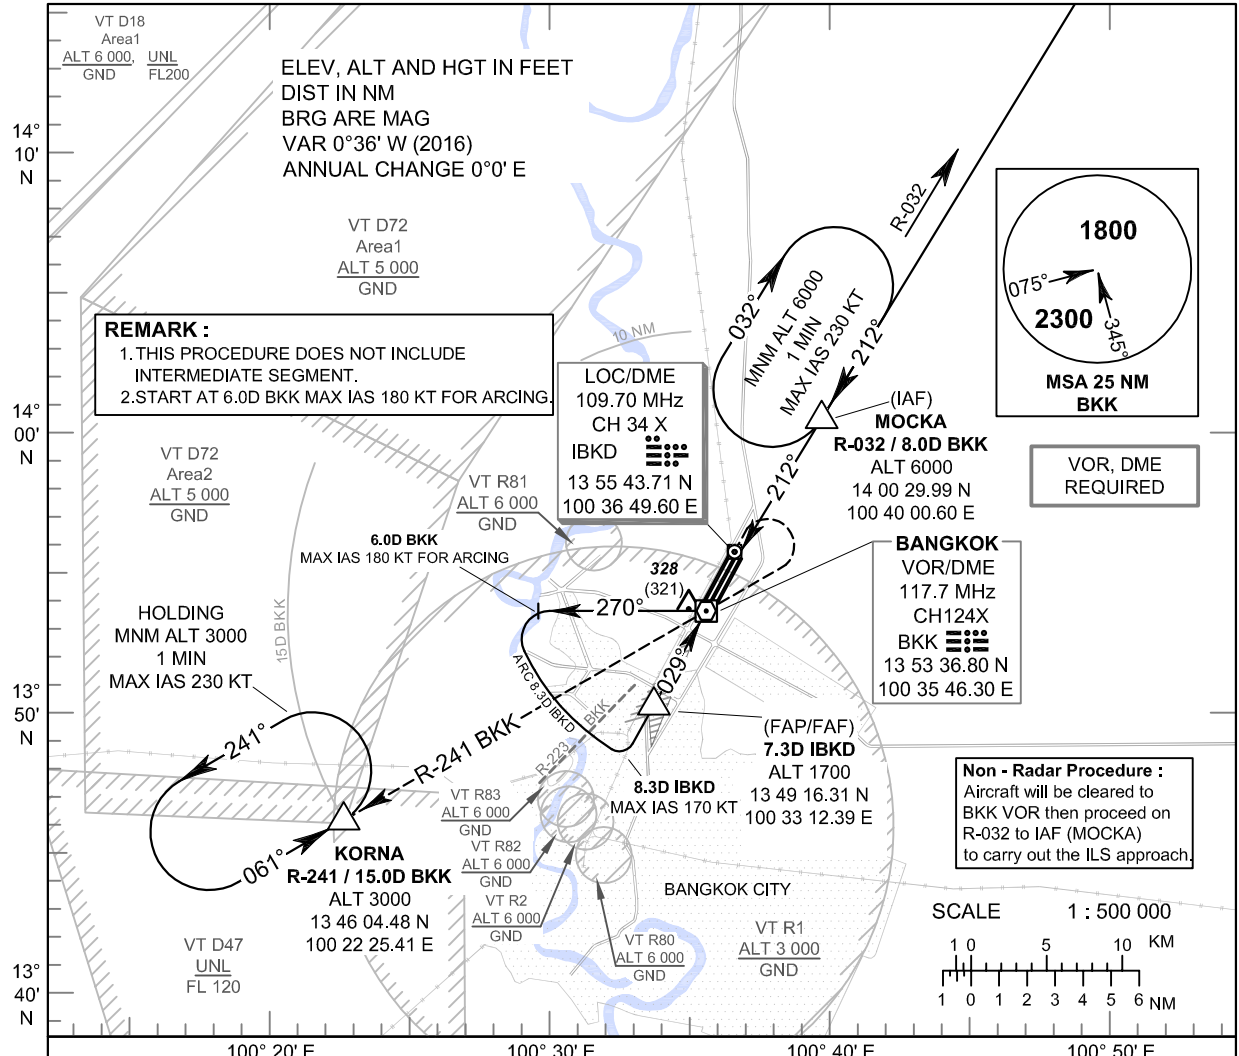 VT D18
Area1
ALT 6 000,
GND
UNL
FL200
ELEV, ALT AND HGT IN FEET
DIST IN NM
BRG ARE MAG
VAR 0°36' W (2016)
ANNUAL CHANGE 0°0' E
14°
10'
N
VT D72
Area1
ALT 5 000
GND
R-032
1800
075°
2300
345°
MSA 25 NM
BKK
REMARK :
1. THIS PROCEDURE DOES NOT INCLUDE
INTERMEDIATE SEGMENT.
2.START AT 6.0D BKK MAX IAS 180 KT FOR ARCING.
10 NM
032°
MNM ALT 6000
1 MIN
MAX IAS 230 KT
212°
LOC/DME
109.70 MHz
CH 34 X
IBKD
13 55 43.71 N
100 36 49.60 E
(IAF)
MOCKA
R-032 / 8.0D BKK
ALT 6000
14 00 29.99 N
100 40 00.60 E
14°
00'
N
VT D72
Area2
ALT 5 000
GND
VT R81
ALT 6 000
GND
212°
VOR, DME
REQUIRED
6.0D BKK
MAX IAS 180 KT FOR ARCING
328
(321)
BANGKOK
VOR/DME
117.7 MHz
CH124X
BKK
13 53 36.80 N
100 35 46.30 E
HOLDING
MNM ALT 3000
1 MIN
MAX IAS 230 KT
15D BKK
270°
029°
ARC 8.3D IBKD
13°
50'
N
241°
R-241 BKK
R-223
BKK
(FAP/FAF)
7.3D IBKD
ALT 1700
13 49 16.31 N
100 33 12.39 E
8.3D IBKD
MAX IAS 170 KT
Non - Radar Procedure :
Aircraft will be cleared to
BKK VOR then proceed on
R-032 to IAF (MOCKA)
to carry out the ILS approach.
VT R83
ALT 6 000
GND
VT R82
ALT 6 000
GND
061°
KORNA
R-241 / 15.0D BKK
ALT 3000
13 46 04.48 N
100 22 25.41 E
VT R2
ALT 6 000
GND
BANGKOK CITY
VT R1
ALT 3 000
GND
VT R80
ALT 6 000
GND
VT D47
UNL
FL 120
SCALE 1 : 500 000
1 0 5 10 KM
1 0 1 2 3 4 5 6 NM
13°
40'
N
100° 20' E
100° 30' E
100° 40' E
100° 50' E